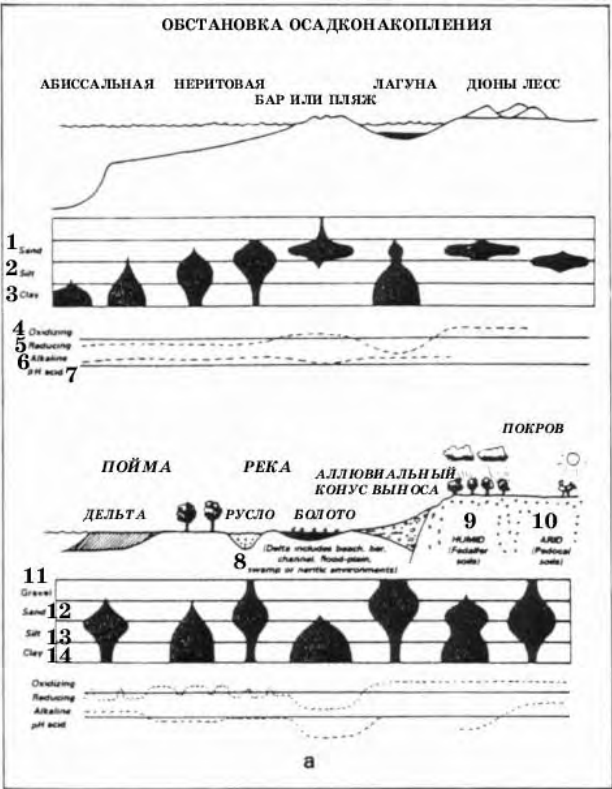 ОБСТАНОВКА ОСАДКОНАКОПЛЕНИЯ
АБИССАЛЬНАЯ НЕРИТОВАЯ ЛАГУНА ДЮНЫ ЛЕСС
БАР ИЛИ ПЛЯЖ
1 Sand
2 Silt
3 Clay
4 Oxidizing
5 Reducing
6 Alkaline
pH acid 7
ПОКРОВ
ПОЙМА РЕКА АЛЛЮВИАЛЬНЫЙ
КОНУС ВЫНОСА
ДЕЛЬТА РУСЛО БОЛОТО
9 10
8 (Delta includes beach, bar, HUMID ARID
channel, flood-plain, (Pedalfer (Pedocal
swamp or neritic environments) soils) soils)
11
Gravel
Sand 12
Silt 13
Clay 14
Oxidizing
Reducing
Alkaline
pH acid
а